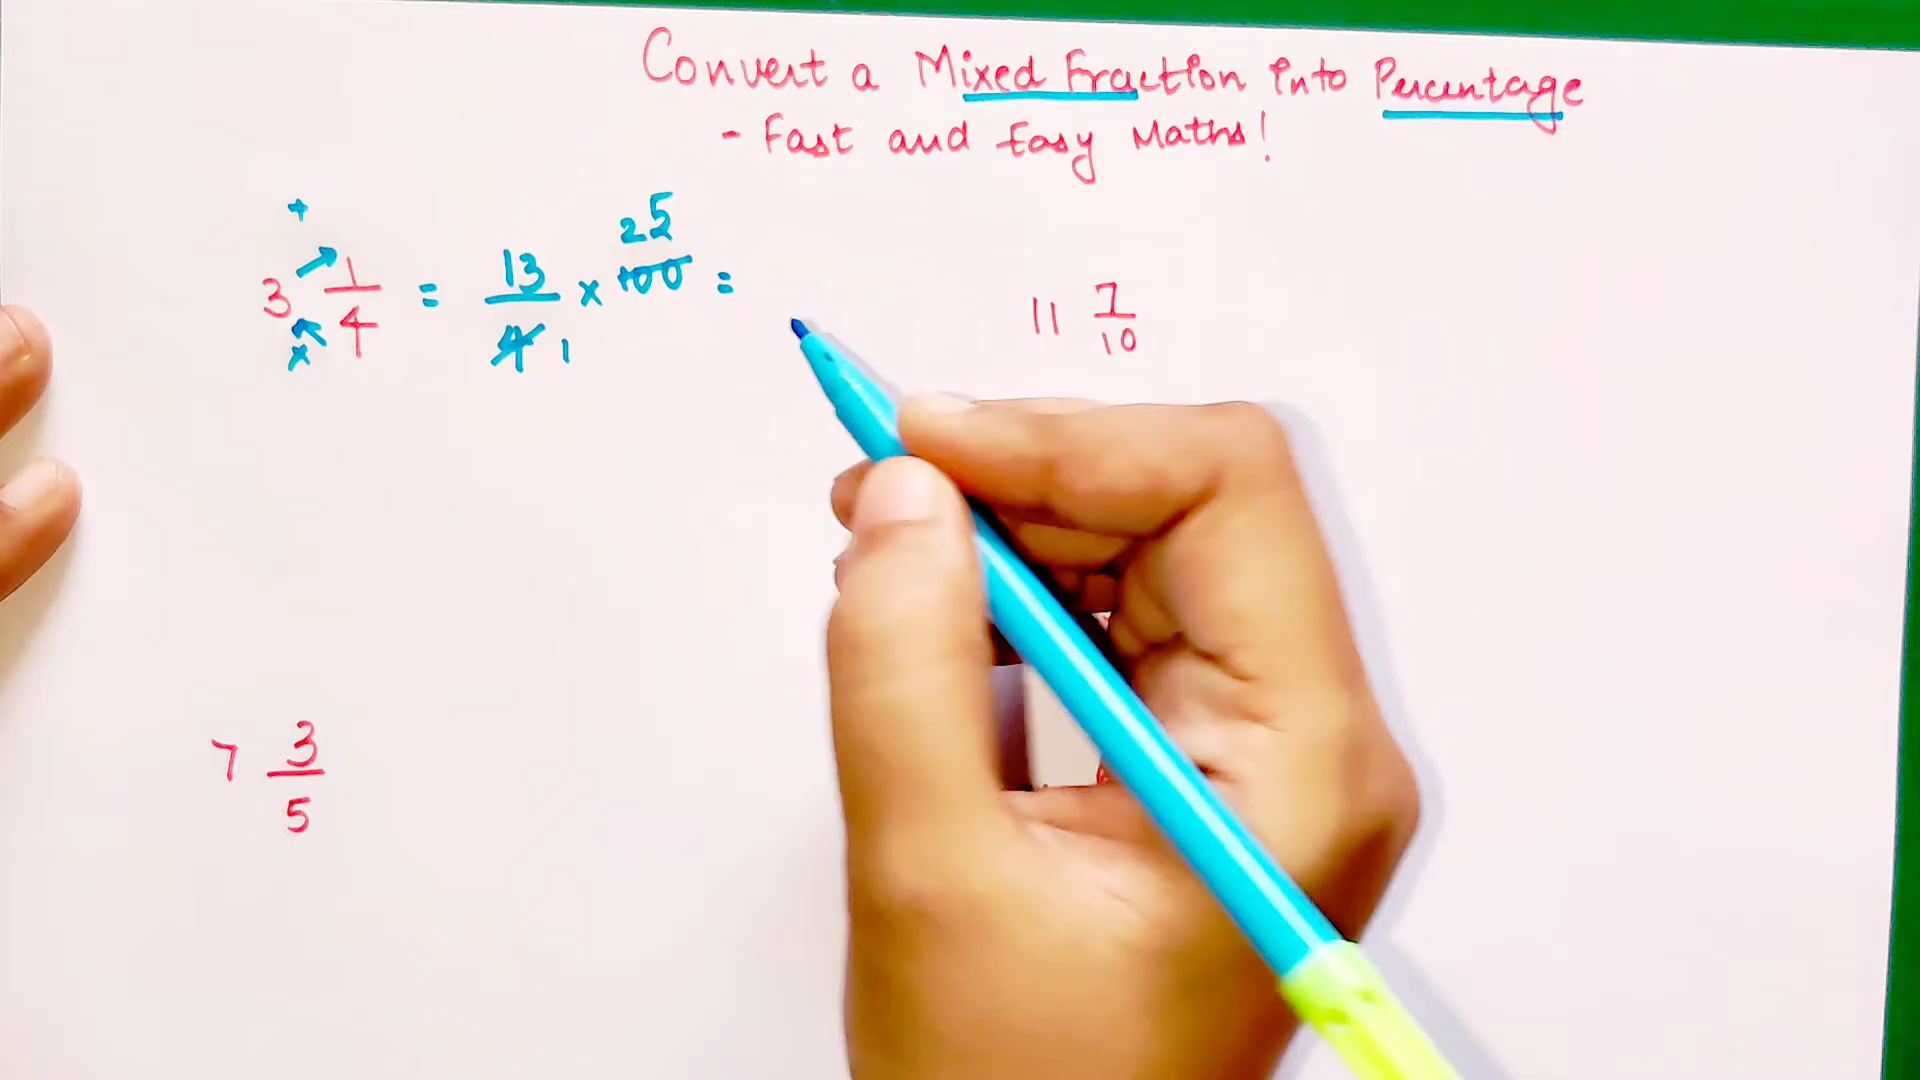 Convert a Mixed Fraction into Percentage
- Fast and Easy Maths!
3 1/4 = 13/4 1 x 100 25 =
11 7/10
7 3/5